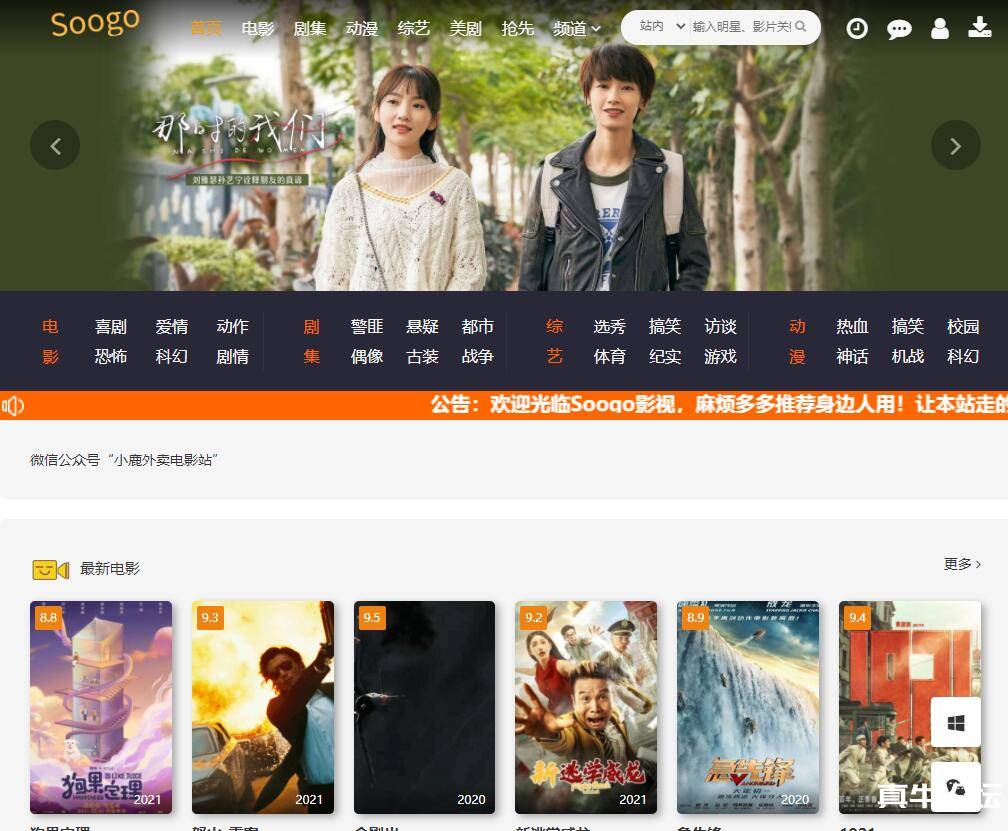 Soogo
首页 电影 剧集 动漫 综艺 美剧 抢先 频道
站内 输入明星、影片关
那时的我们
NA SHI DE WO MEN
刘雅瑟孙艺宁诠释朋友的真谛
电影 喜剧 爱情 动作
恐怖 科幻 剧情
剧集 警匪 悬疑 都市
偶像 古装 战争
综艺 选秀 搞笑 访谈
体育 纪实 游戏
动漫 热血 搞笑 校园
神话 机战 科幻
公告：欢迎光临Soogo影视，麻烦多多推荐身边人用！让本站走的
微信公众号“小鹿外卖电影站”
最新电影
更多
8.8
狗果定理
2021
9.3
2021
9.5
2020
9.2
新逃学威龙
2021
8.9
急先锋
VANGUARD
2020
9.4
1921
真牛
坛